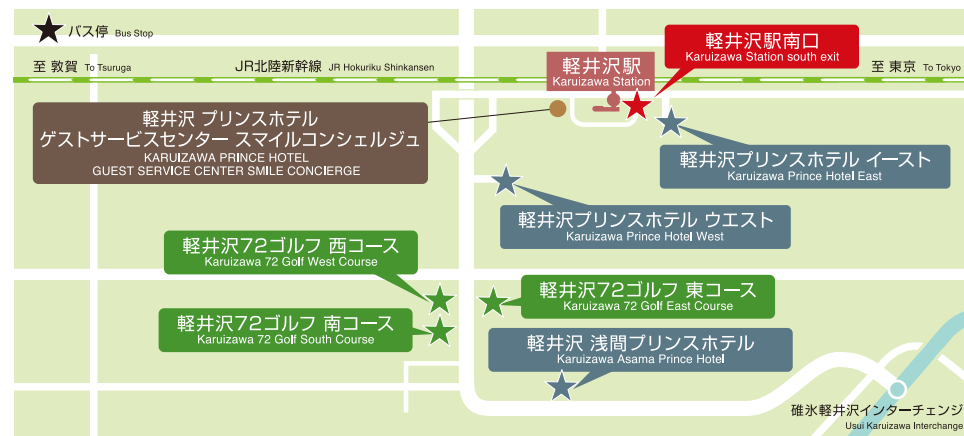 バス停 Bus Stop
至 敦賀 To Tsuruga
JR北陸新幹線 JR Hokuriku Shinkansen
軽井沢駅
Karuizawa Station
軽井沢駅南口
Karuizawa Station south exit
至 東京 To Tokyo
軽井沢 プリンスホテル
ゲストサービスセンター スマイルコンシェルジュ
KARUIZAWA PRINCE HOTEL
GUEST SERVICE CENTER SMILE CONCIERGE
軽井沢プリンスホテル イースト
Karuizawa Prince Hotel East
軽井沢プリンスホテル ウエスト
Karuizawa Prince Hotel West
軽井沢72ゴルフ 西コース
Karuizawa 72 Golf West Course
軽井沢72ゴルフ 東コース
Karuizawa 72 Golf East Course
軽井沢72ゴルフ 南コース
Karuizawa 72 Golf South Course
軽井沢 浅間プリンスホテル
Karuizawa Asama Prince Hotel
碓氷軽井沢インターチェンジ
Usui Karuizawa Interchange